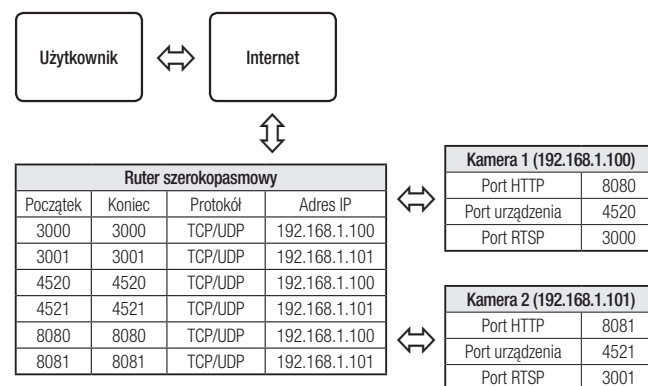 Użytkownik
Internet
Ruter szerokopasmowy
Początek Koniec Protokół Adres IP
3000 3000 TCP/UDP 192.168.1.100
3001 3001 TCP/UDP 192.168.1.101
4520 4520 TCP/UDP 192.168.1.100
4521 4521 TCP/UDP 192.168.1.101
8080 8080 TCP/UDP 192.168.1.100
8081 8081 TCP/UDP 192.168.1.101
Kamera 1 (192.168.1.100)
Port HTTP 8080
Port urządzenia 4520
Port RTSP 3000
Kamera 2 (192.168.1.101)
Port HTTP 8081
Port urządzenia 4521
Port RTSP 3001